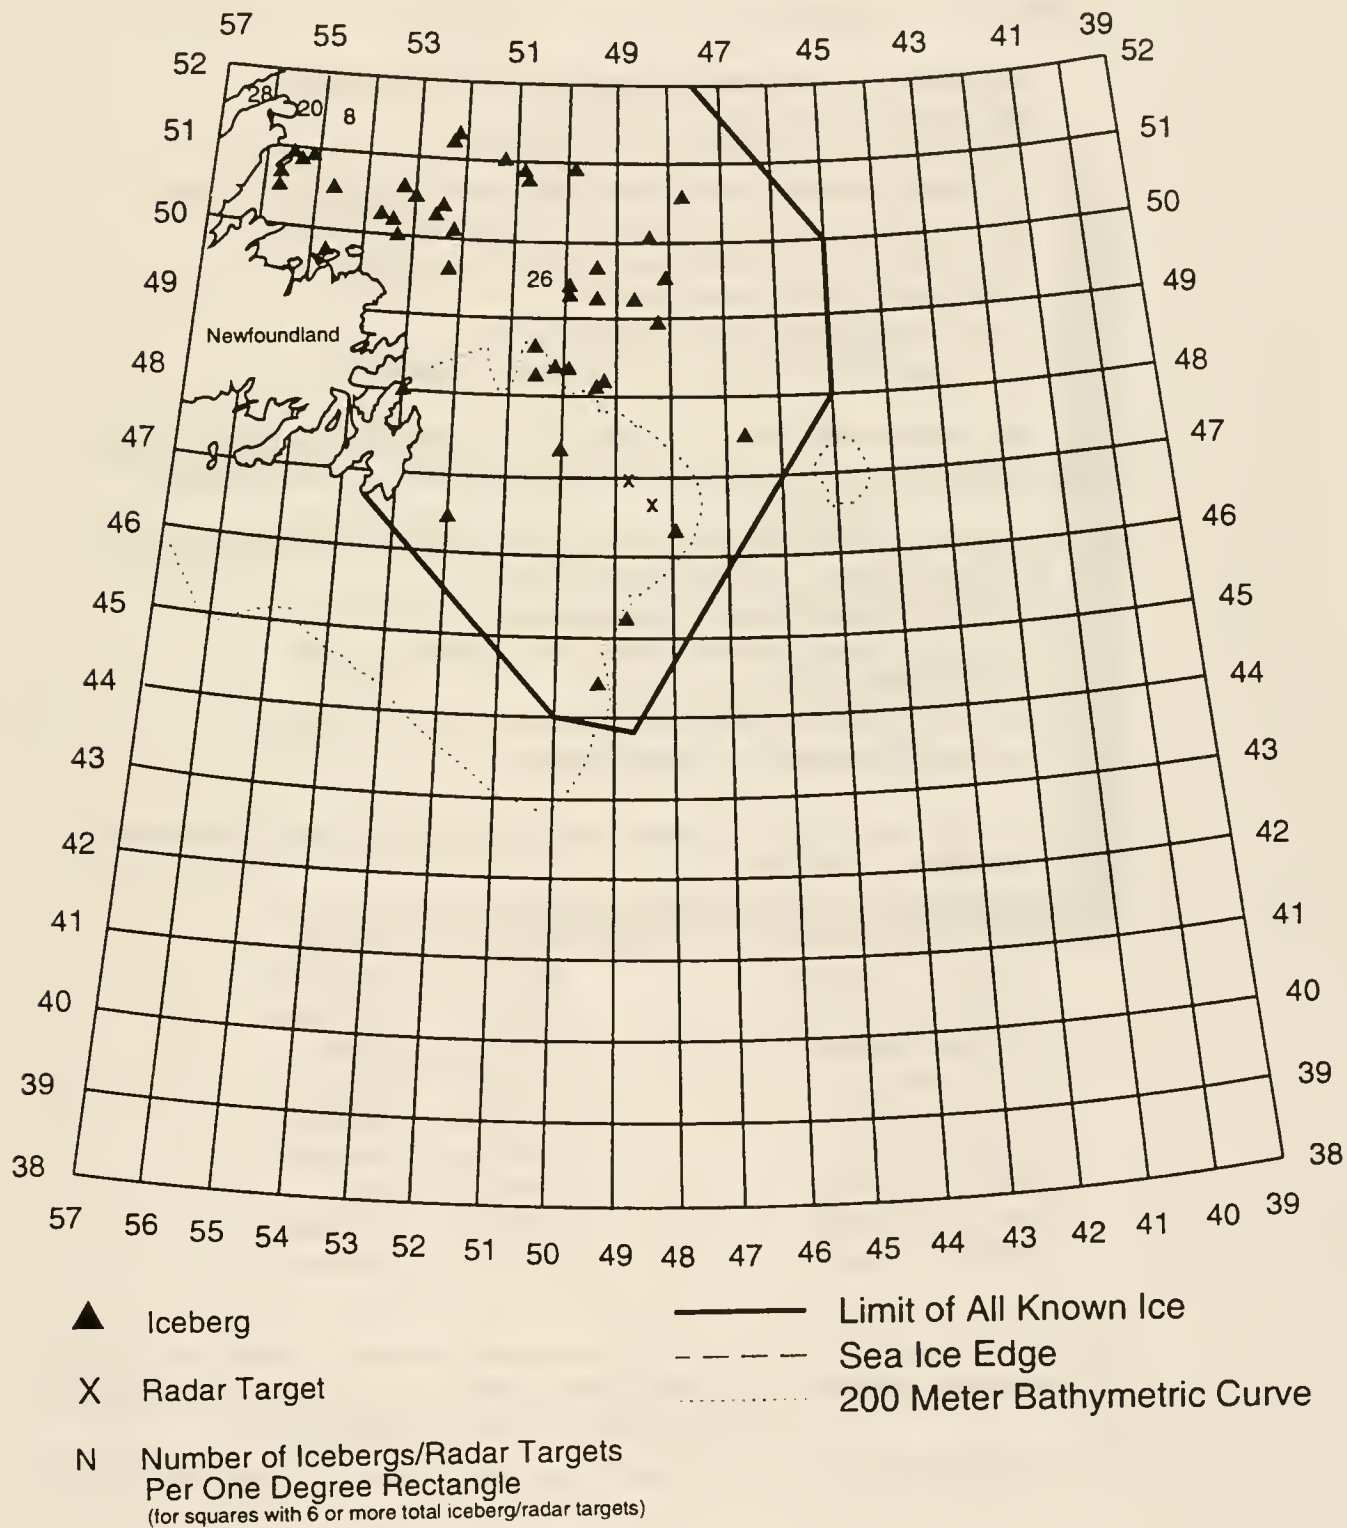 57 55 53 51 49 47 45 43 41 39
52 52
28 20 8
51 51
50 50
26
49 49
Newfoundland
48 48
47 47
46 46
45 45
44 44
43 43
42 42
41 41
40 40
39 39
38 38
57 56 55 54 53 52 51 50 49 48 47 46 45 44 43 42 41 40 39
Iceberg
X Radar Target
N Number of Icebergs/Radar Targets
Per One Degree Rectangle
(for squares with 6 or more total iceberg/radar targets)
Limit of All Known Ice
Sea Ice Edge
200 Meter Bathymetric Curve